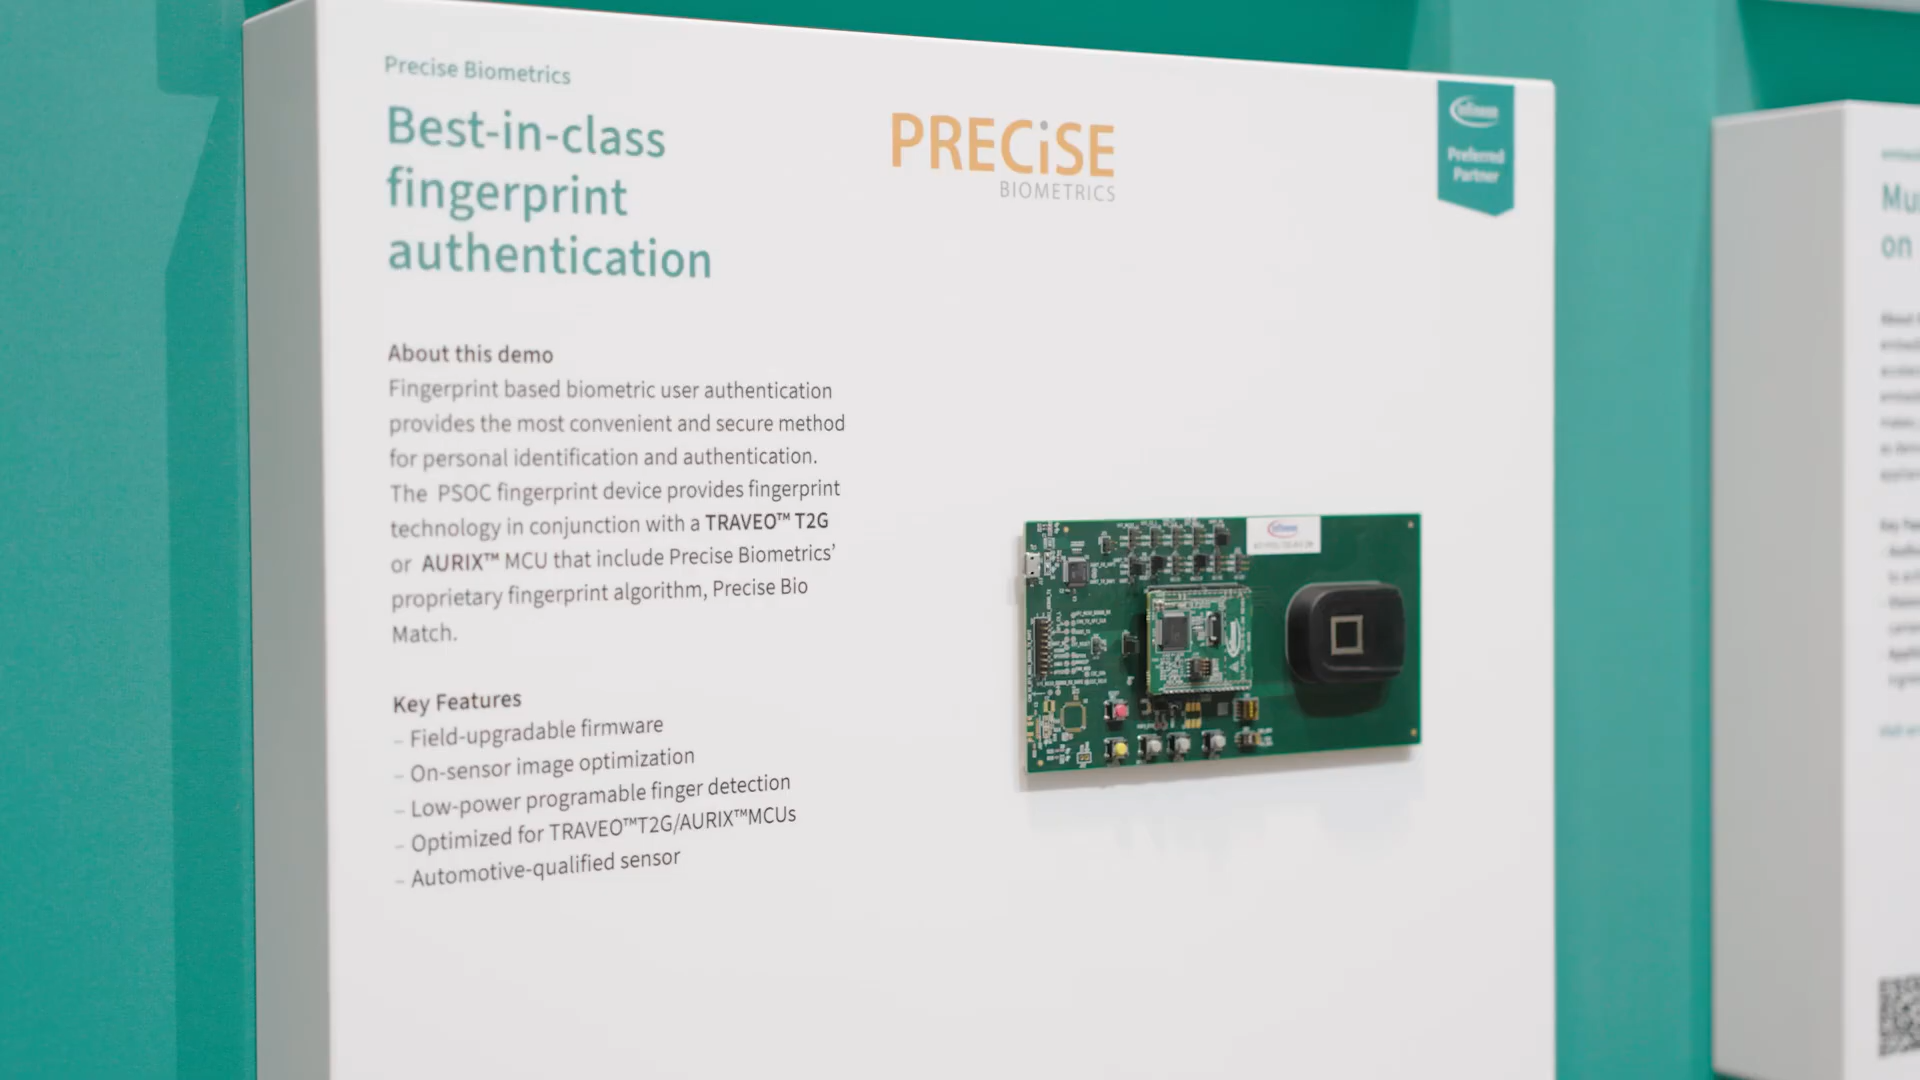 Precise Biometrics
Best-in-class
fingerprint
authentication
PRECiSE
BIOMETRICS
infineon
Preferred
Partner
About this demo
Fingerprint based biometric user authentication
provides the most convenient and secure method
for personal identification and authentication.
The PSOC fingerprint device provides fingerprint
technology in conjunction with a TRAVEO™ T2G
or AURIX™ MCU that include Precise Biometrics’
proprietary fingerprint algorithm, Precise Bio
Match.
Key Features
– Field-upgradable firmware
– On-sensor image optimization
– Low-power programable finger detection
– Optimized for TRAVEO™T2G/AURIX™MCUs
– Automotive-qualified sensor
infineon
Mu
on